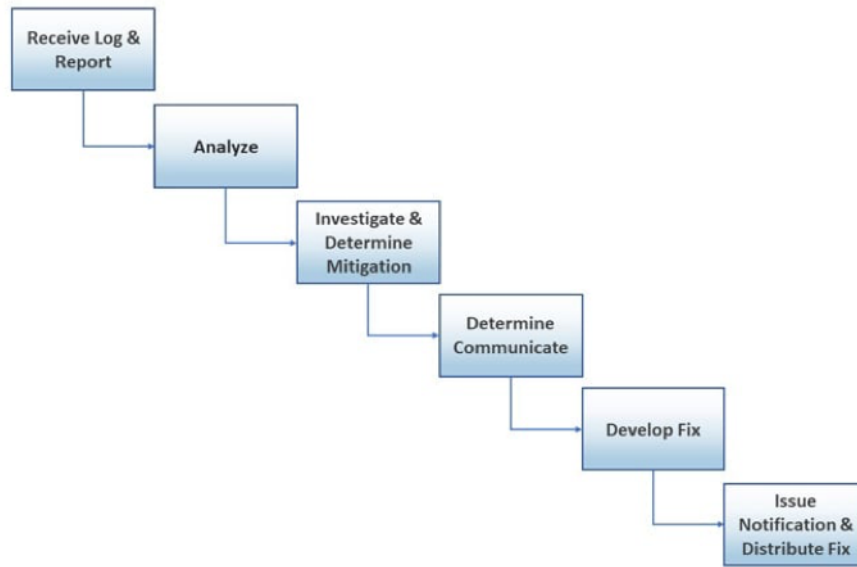 Receive Log &
Report
Analyze
Investigate &
Determine
Mitigation
Determine
Communicate
Develop Fix
Issue
Notification &
Distribute Fix